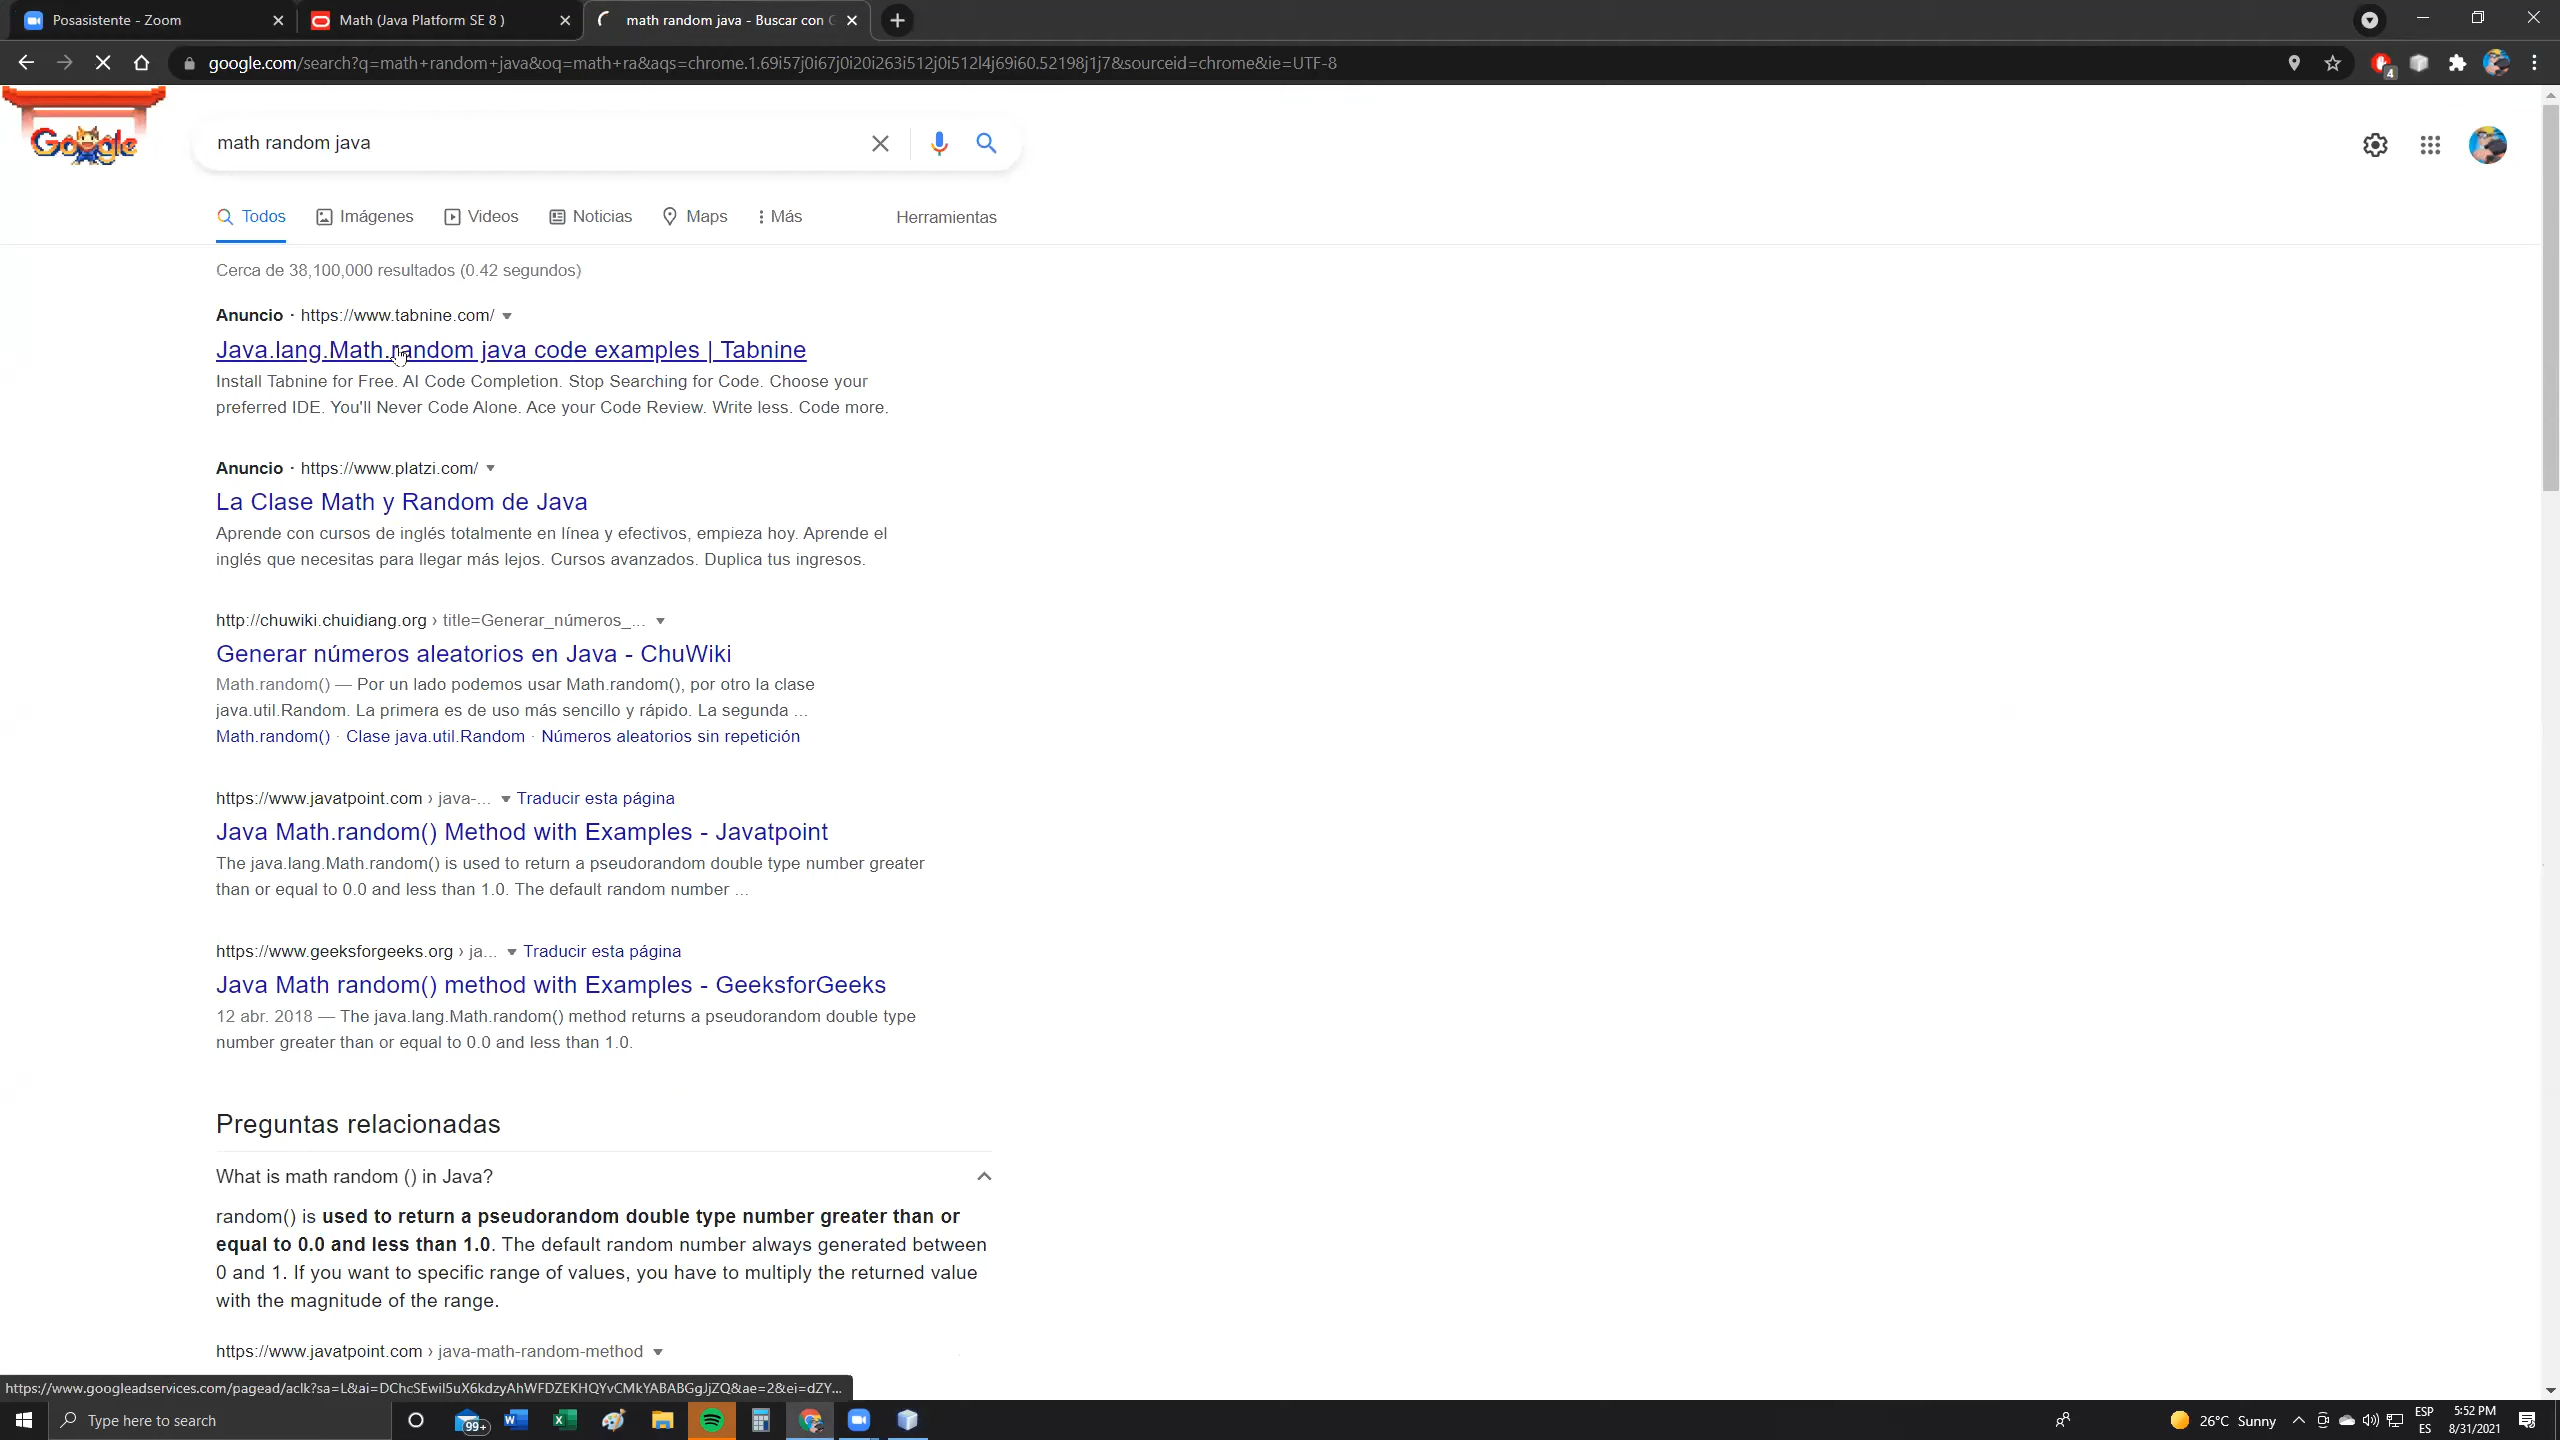 Posasistente - Zoom
Math (Java Platform SE 8 )
math random java - Buscar con G
google.com/search?q=math+random+java&oq=math+ra&aqs=chrome.1.69i57j0i67j0i20i263i512j0i512l4j69i60.52198j1j7&sourceid=chrome&ie=UTF-8
4
Google
math random java
Todos
Imágenes
Videos
Noticias
Maps
Más
Herramientas
Cerca de 38,100,000 resultados (0.42 segundos)
Anuncio · https://www.tabnine.com/
Java.lang.Math.random java code examples | Tabnine
Install Tabnine for Free. AI Code Completion. Stop Searching for Code. Choose your
preferred IDE. You'll Never Code Alone. Ace your Code Review. Write less. Code more.
Anuncio · https://www.platzi.com/
La Clase Math y Random de Java
Aprende con cursos de inglés totalmente en línea y efectivos, empieza hoy. Aprende el
inglés que necesitas para llegar más lejos. Cursos avanzados. Duplica tus ingresos.
http://chuwiki.chuidiang.org › title=Generar_números_...
Generar números aleatorios en Java - ChuWiki
Math.random() — Por un lado podemos usar Math.random(), por otro la clase
java.util.Random. La primera es de uso más sencillo y rápido. La segunda ...
Math.random() · Clase java.util.Random · Números aleatorios sin repetición
https://www.javatpoint.com › java-... Traducir esta página
Java Math.random() Method with Examples - Javatpoint
The java.lang.Math.random() is used to return a pseudorandom double type number greater
than or equal to 0.0 and less than 1.0. The default random number ...
https://www.geeksforgeeks.org › ja... Traducir esta página
Java Math random() method with Examples - GeeksforGeeks
12 abr. 2018 — The java.lang.Math.random() method returns a pseudorandom double type
number greater than or equal to 0.0 and less than 1.0.
Preguntas relacionadas
What is math random () in Java?
random() is used to return a pseudorandom double type number greater than or
equal to 0.0 and less than 1.0. The default random number always generated between
0 and 1. If you want to specific range of values, you have to multiply the returned value
with the magnitude of the range.
https://www.javatpoint.com › java-math-random-method
https://www.googleadservices.com/pagead/aclk?sa=L&ai=DChcSEwil5uX6kdzyAhWFDZEKHQYvCMkYABABGgJjZQ&ae=2&ei=dZY...
Type here to search
99+
26°C Sunny
ESP
ES
5:52 PM
8/31/2021